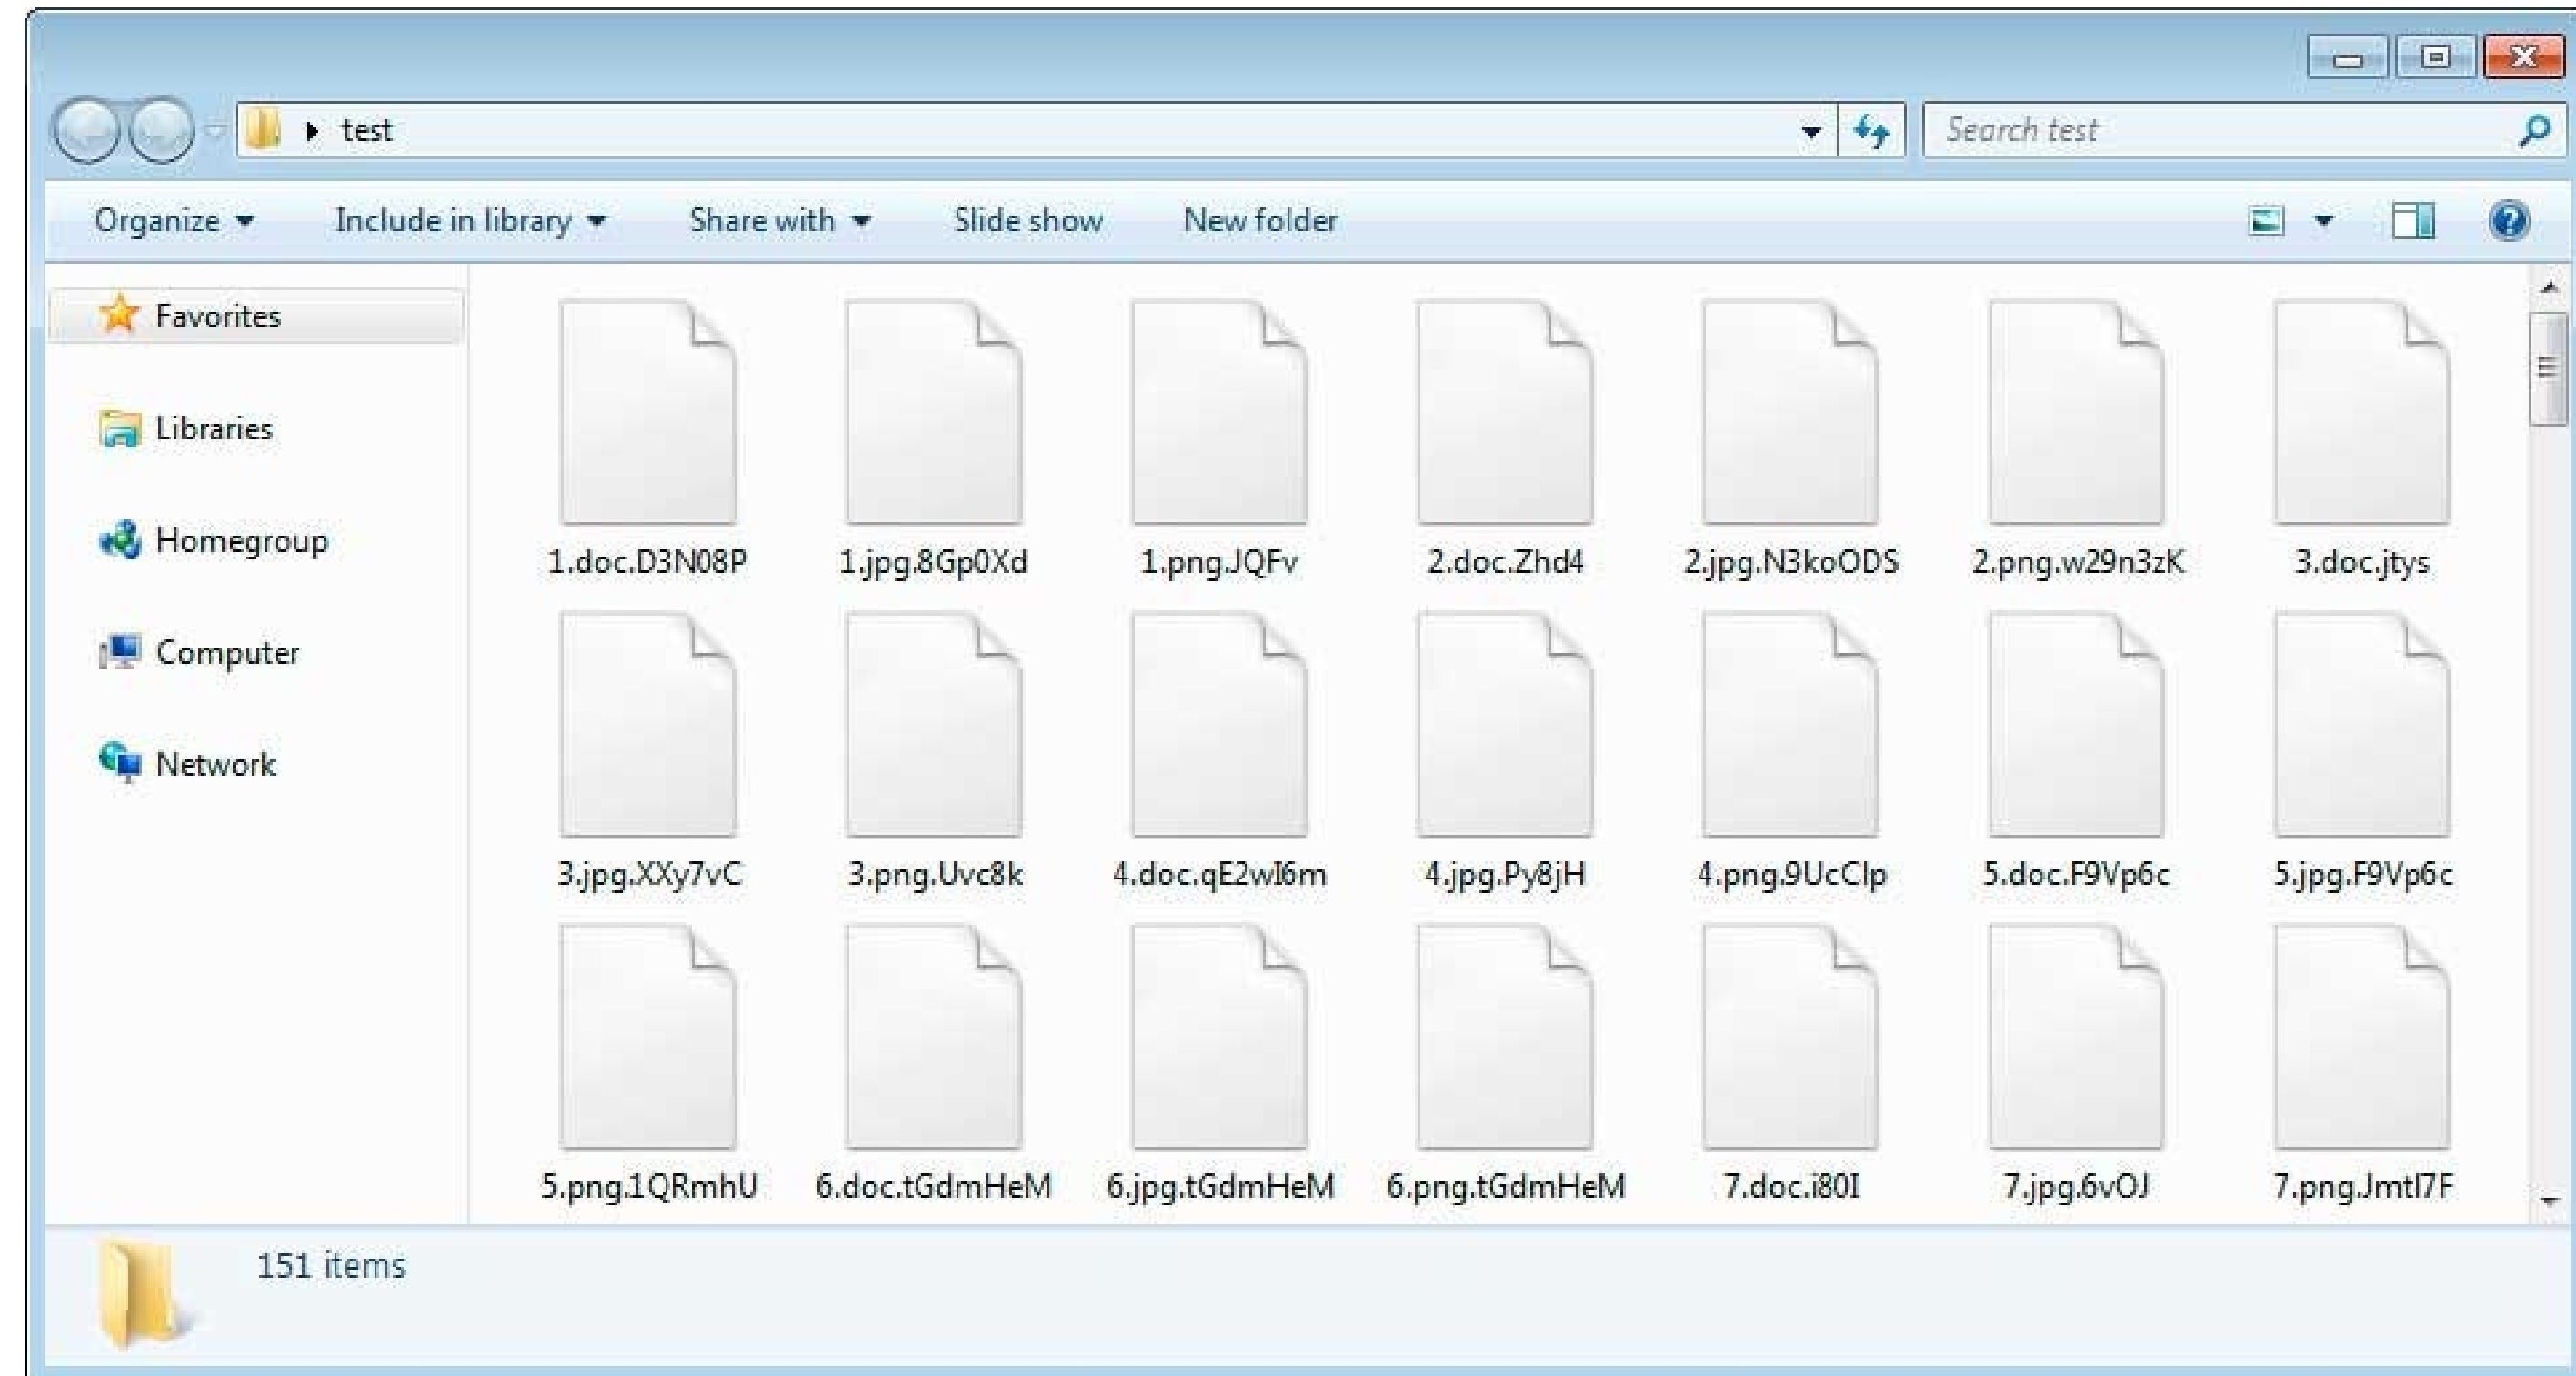 test
Search test
Organize Include in library Share with Slide show New folder
Favorites
Libraries
Homegroup
Computer
Network
1.doc.D3N08P 1.jpg.8Gp0Xd 1.png.JQFv 2.doc.Zhd4 2.jpg.N3koODS 2.png.w29n3zK 3.doc.jtys
3.jpg.XXy7vC 3.png.Uvc8k 4.doc.qE2wI6m 4.jpg.Py8jH 4.png.9UcClp 5.doc.F9Vp6c 5.jpg.F9Vp6c
5.png.1QRmhU 6.doc.tGdmHeM 6.jpg.tGdmHeM 6.png.tGdmHeM 7.doc.i80I 7.jpg.6vOJ 7.png.Jmtl7F
151 items